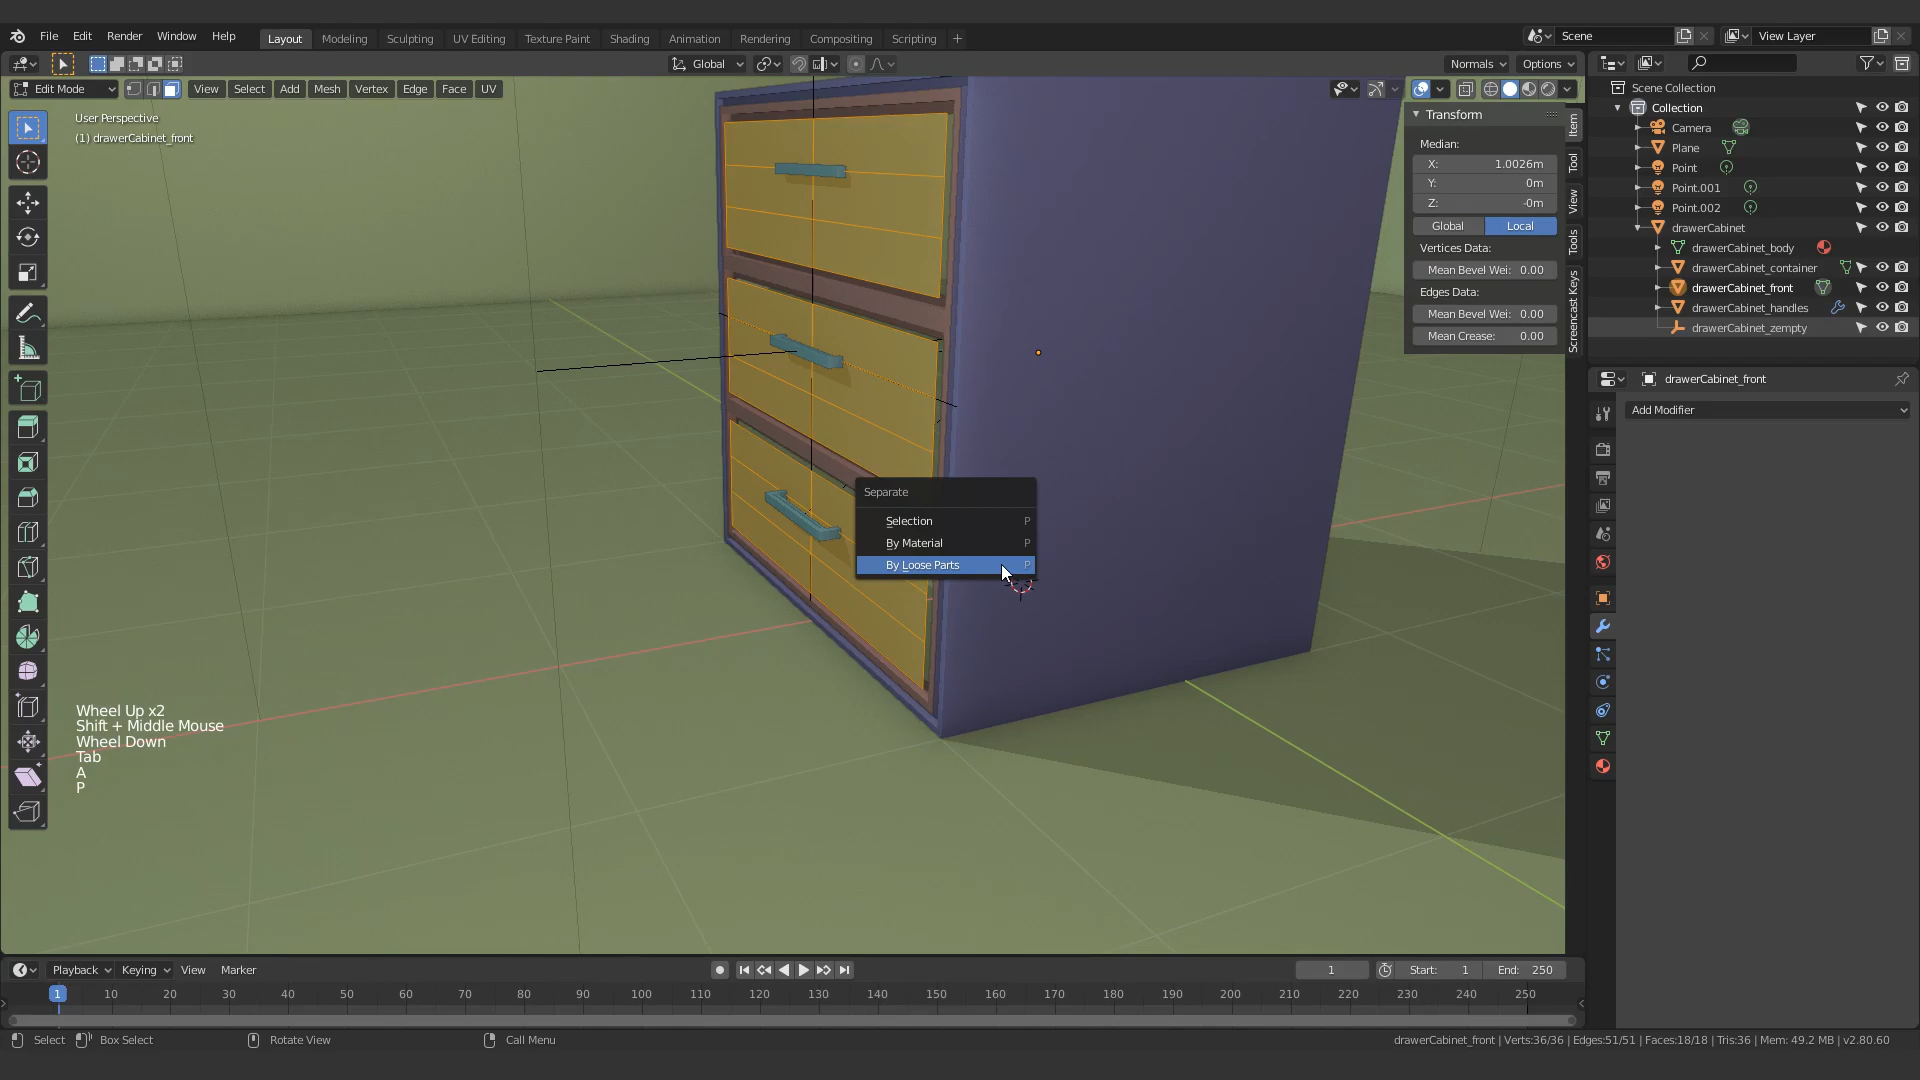 File Edit Render Window Help Layout Modeling Sculpting UV Editing Texture Paint Shading Animation Rendering Compositing Scripting + Scene View Layer
Global Normals Options
Edit Mode View Select Add Mesh Vertex Edge Face UV
User Perspective
(1) drawerCabinet_front
Transform
Median:
X: 1.0026m
Y: 0m
Z: -0m
Global Local
Vertices Data:
Mean Bevel Wei: 0.00
Edges Data:
Mean Bevel Wei: 0.00
Mean Crease: 0.00
Item
Tool
View
Tools
Screencast Keys
Scene Collection
Collection
Camera
Plane
Point
Point.001
Point.002
drawerCabinet
drawerCabinet_body
drawerCabinet_container
drawerCabinet_front
drawerCabinet_handles
drawerCabinet_zempty
drawerCabinet_front
Add Modifier
Separate
Selection P
By Material P
By Loose Parts P
Wheel Up x2
Shift + Middle Mouse
Wheel Down
Tab
A
P
Playback Keying View Marker 1 Start: 1 End: 250
1 10 20 30 40 50 60 70 80 90 100 110 120 130 140 150 160 170 180 190 200 210 220 230 240 250
Select Box Select Rotate View Call Menu drawerCabinet_front | Verts:36/36 | Edges:51/51 | Faces:18/18 | Tris:36 | Mem: 49.2 MB | v2.80.60